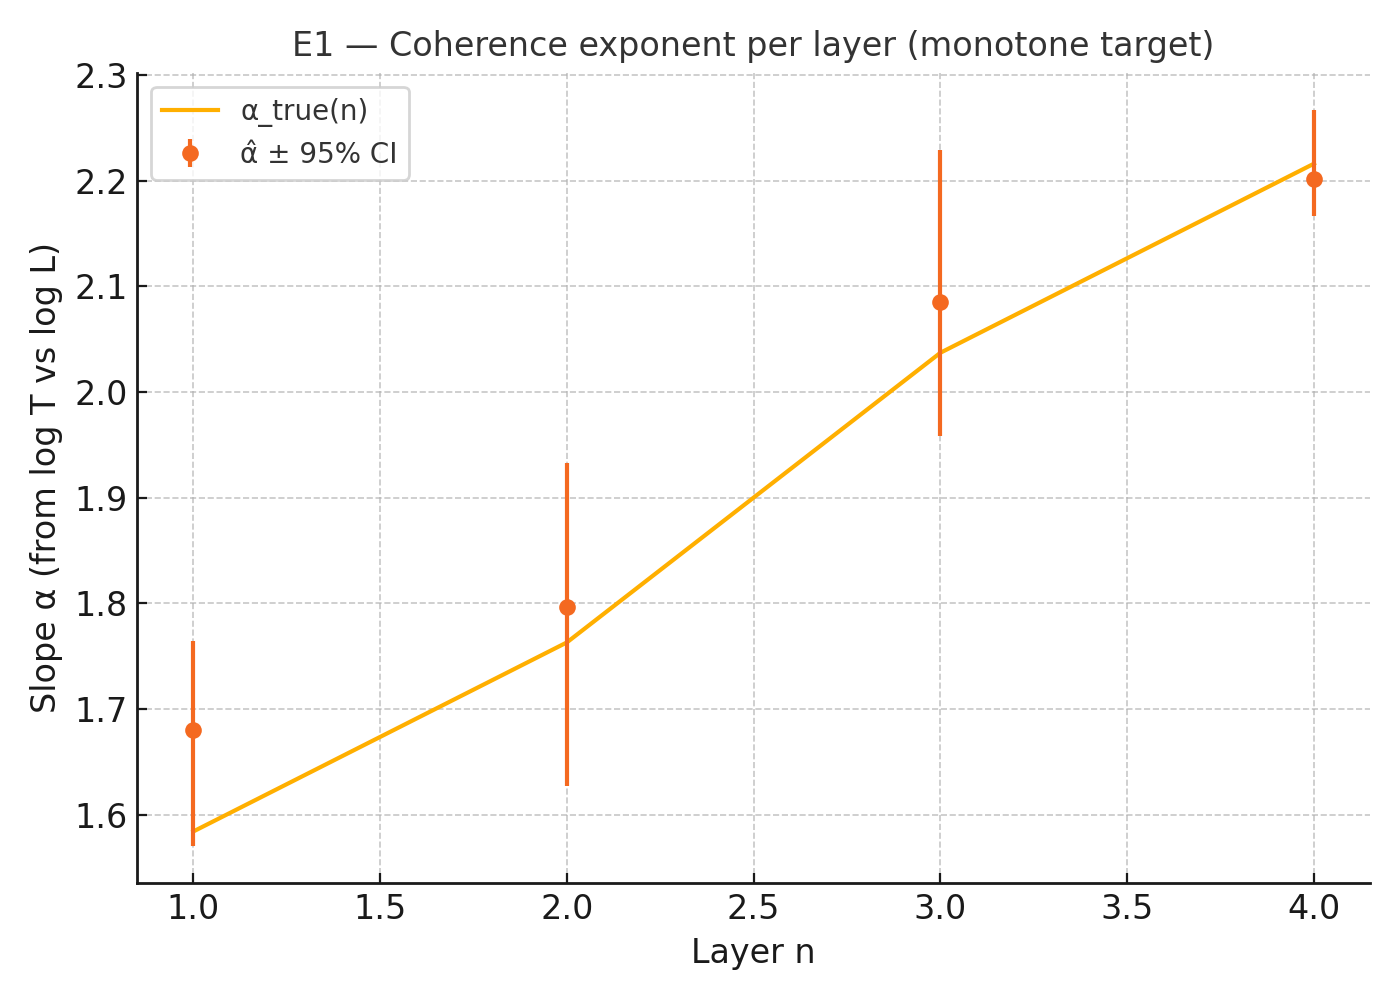 E1 — Coherence exponent per layer (monotone target)
α_true(n)
α̂ ± 95% CI
Slope α (from log T vs log L)
2.3
2.2
2.1
2.0
1.9
1.8
1.7
1.6
1.0 1.5 2.0 2.5 3.0 3.5 4.0
Layer n